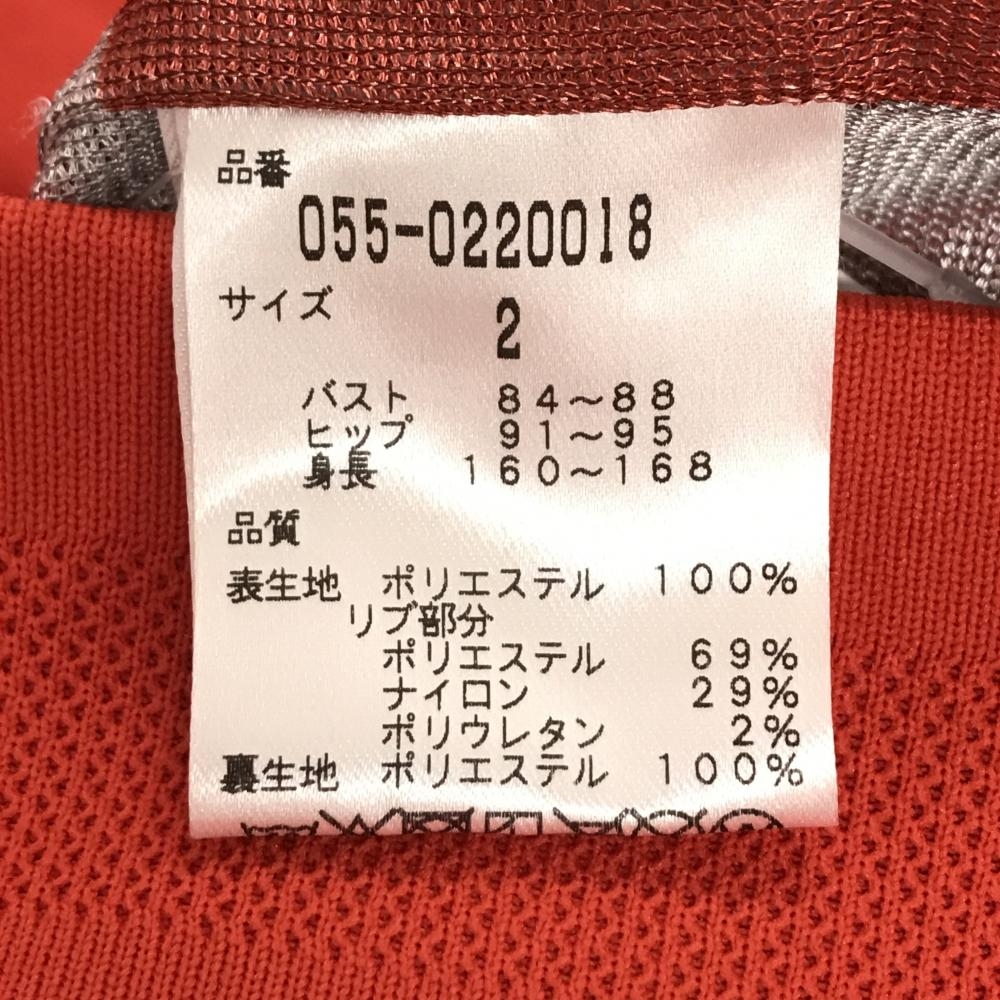 品番
055-0220018
サイズ 2
バスト 84～88
ヒップ 91～95
身長 160～168
品質
表生地 ポリエステル 100%
リブ部分
ポリエステル 69%
ナイロン 29%
ポリウレタン 2%
裏生地 ポリエステル 100%